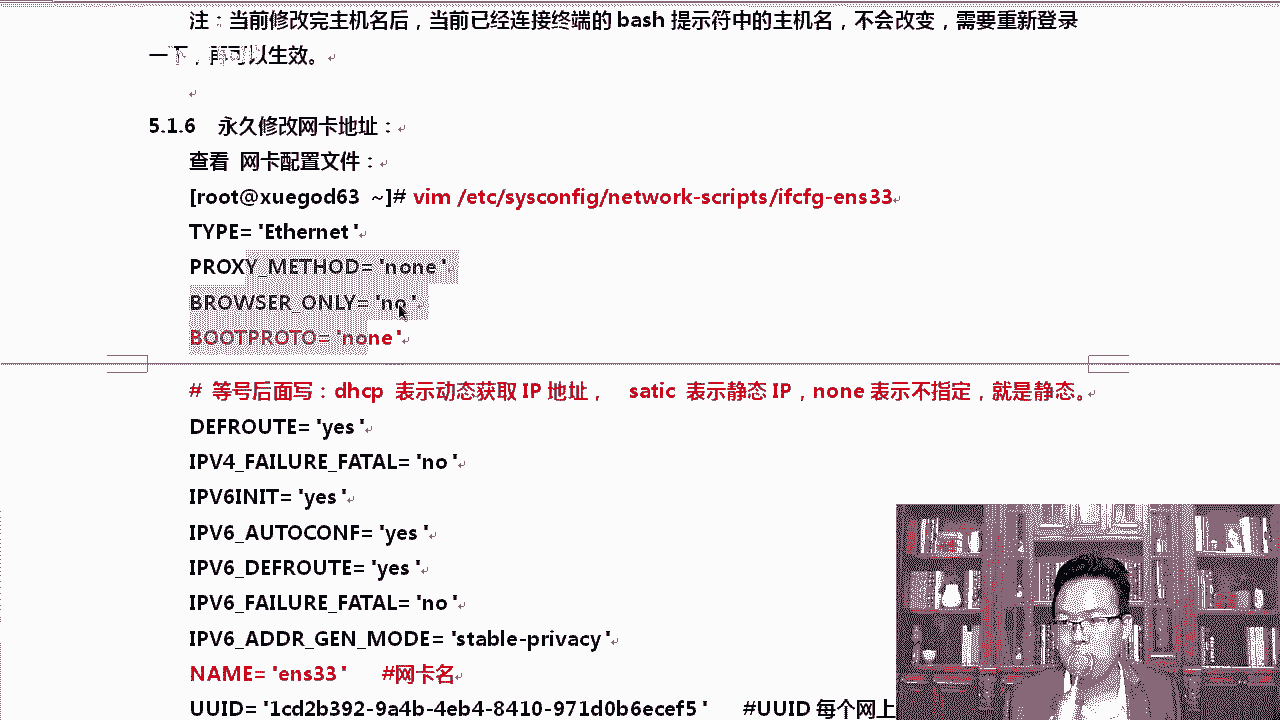 注：当前修改完主机名后，当前已经连接终端的 bash 提示符中的主机名，不会改变，需要重新登录
一下，再可以生效。
5.1.6 永久修改网卡地址：
查看 网卡配置文件：
[root@xuegod63 ~]# vim /etc/sysconfig/network-scripts/ifcfg-ens33
TYPE= 'Ethernet '
PROXY_METHOD= 'none '
BROWSER_ONLY= 'no '
BOOTPROTO= 'none '
# 等号后面写：dhcp 表示动态获取 IP 地址， satic 表示静态 IP，none 表示不指定，就是静态。
DEFROUTE= 'yes '
IPV4_FAILURE_FATAL= 'no '
IPV6INIT= 'yes '
IPV6_AUTOCONF= 'yes '
IPV6_DEFROUTE= 'yes '
IPV6_FAILURE_FATAL= 'no '
IPV6_ADDR_GEN_MODE= 'stable-privacy '
NAME= 'ens33 ' #网卡名
UUID= '1cd2b392-9a4b-4eb4-8410-971d0b6ecef5 ' #UUID 每个网上